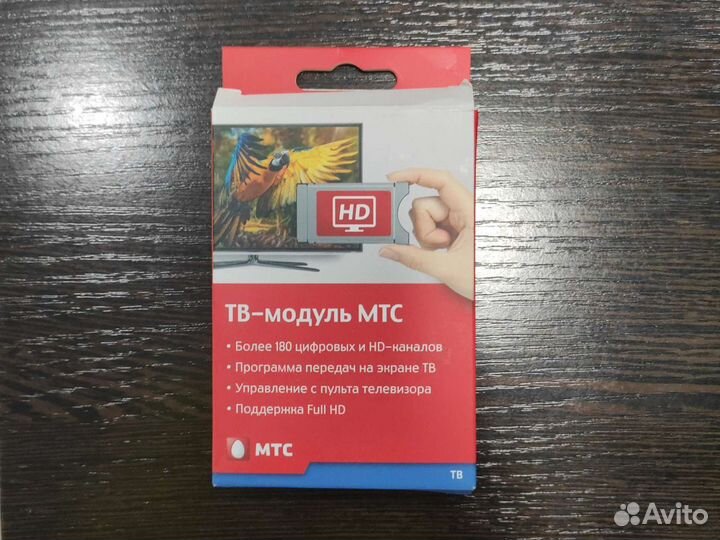 HD
ТВ-модуль МТС
• Более 180 цифровых и HD-каналов
• Программа передач на экране ТВ
• Управление с пульта телевизора
• Поддержка Full HD
МТС
ТВ
Avito